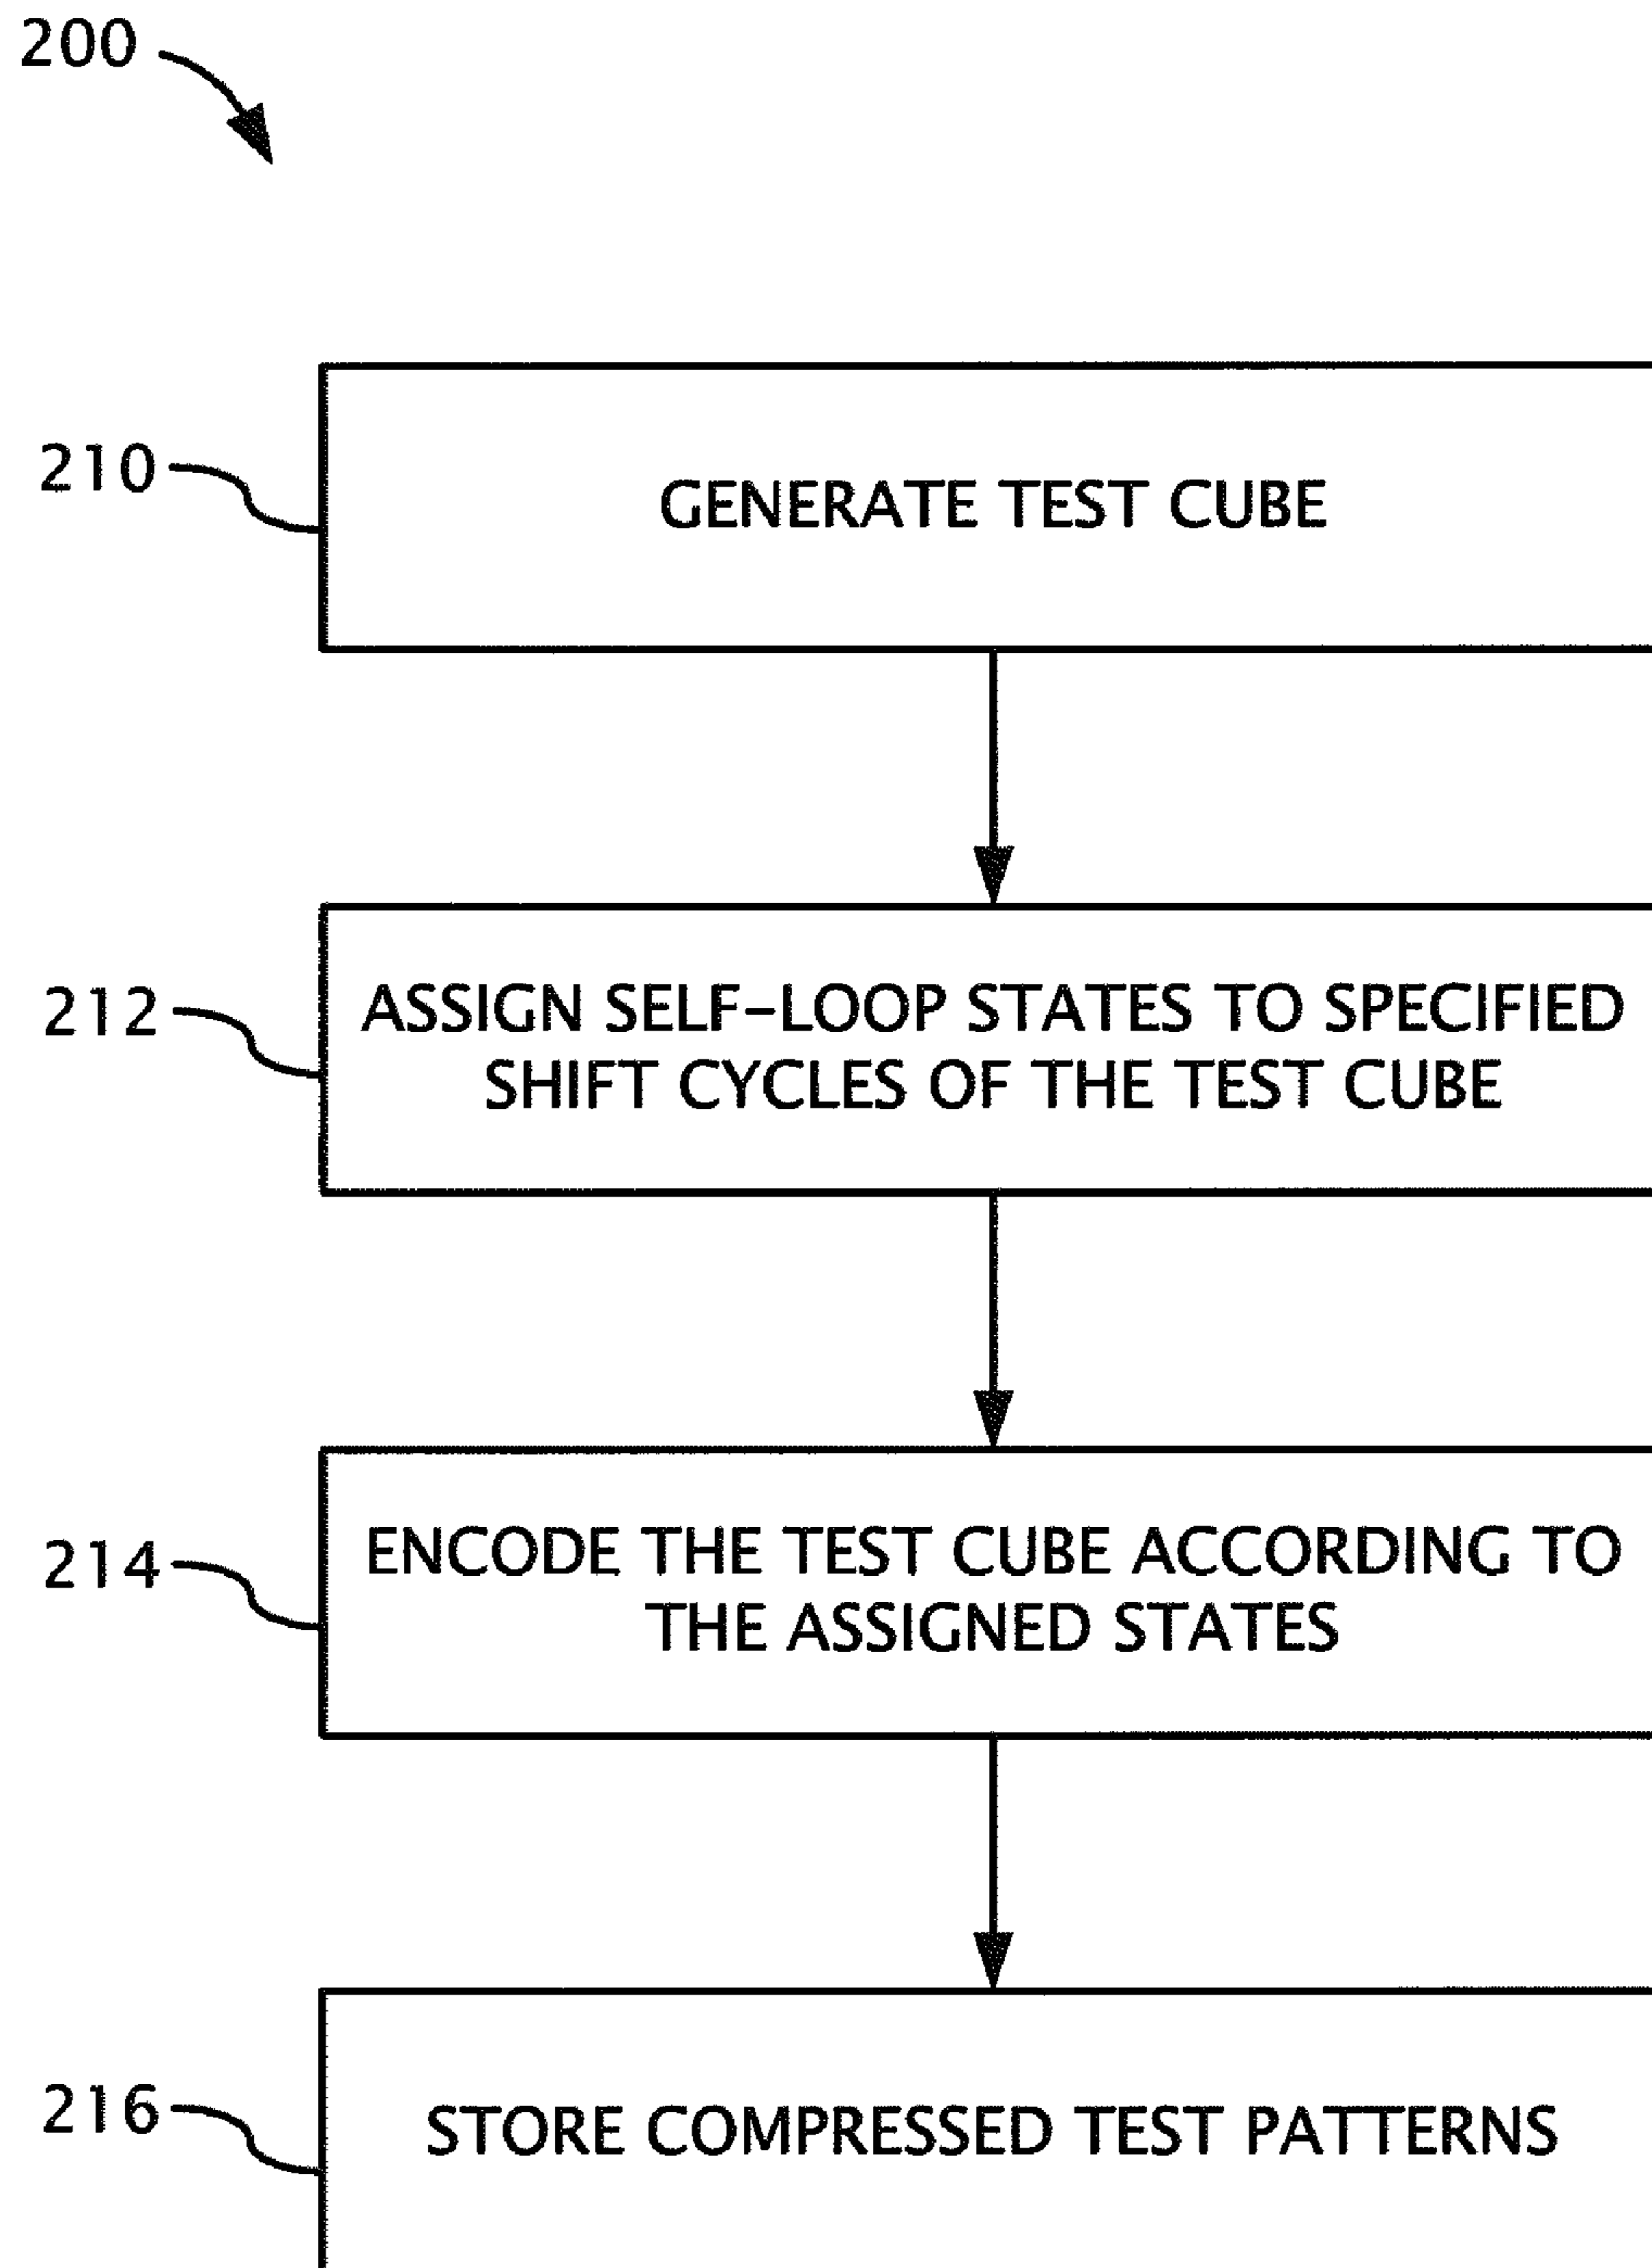 200
210
GENERATE TEST CUBE
212
ASSIGN SELF-LOOP STATES TO SPECIFIED
SHIFT CYCLES OF THE TEST CUBE
214
ENCODE THE TEST CUBE ACCORDING TO
THE ASSIGNED STATES
216
STORE COMPRESSED TEST PATTERNS